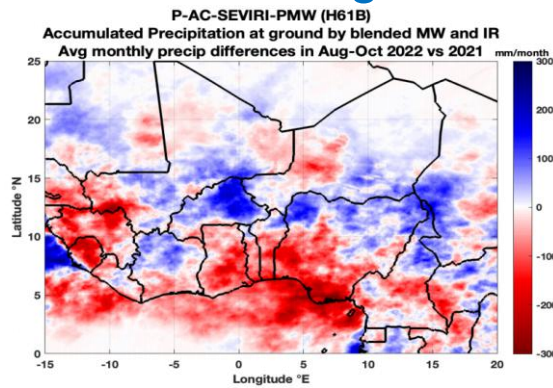 P-AC-SEVIRI-PMW (H61B)
Accumulated Precipitation at ground by blended MW and IR
Avg monthly precip differences in Aug-Oct 2022 vs 2021
mm/month
25
20
15
10
5
0
Latitude °N
-15 -10 -5 0 5 10 15 20
Longitude °E
300
200
100
0
-100
-200
-300